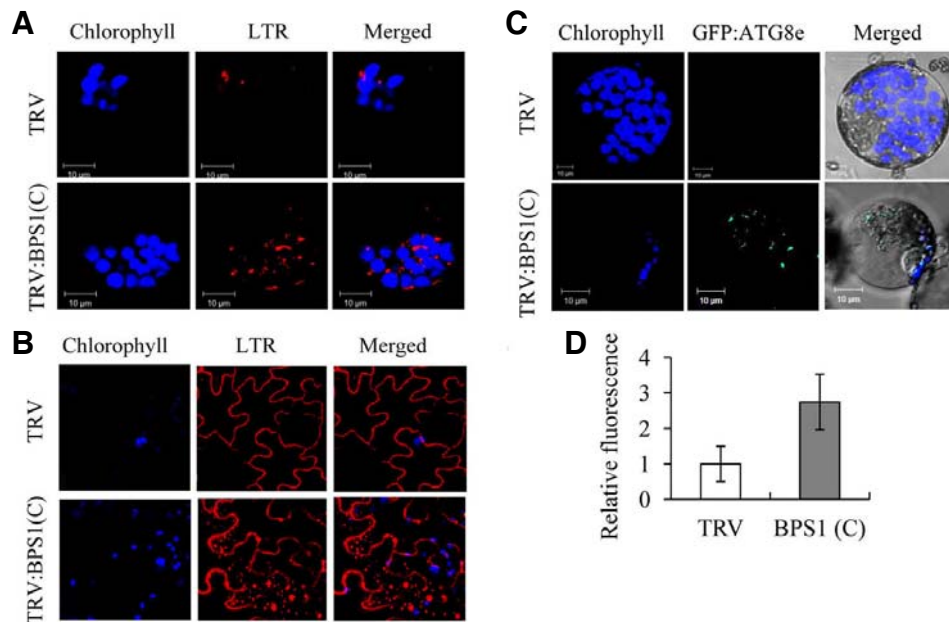 A
Chlorophyll LTR Merged
TRV
10 µm 10 µm 10 µm
TRV:BPS1(C)
10 µm 10 µm 10 µm
B
Chlorophyll LTR Merged
TRV
TRV:BPS1(C)
C
Chlorophyll GFP:ATG8e Merged
TRV
10 µm 10 µm 10 µm
TRV:BPS1(C)
10 µm 10 µm 10 µm
D
Relative fluorescence
4
3
2
1
0
TRV BPS1 (C)